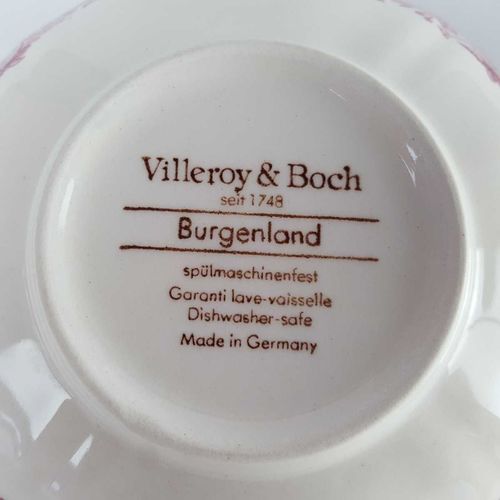 Villeroy & Boch
seit 1748
Burgenland
spülmaschinenfest
Garanti lave-vaisselle
Dishwasher-safe
Made in Germany